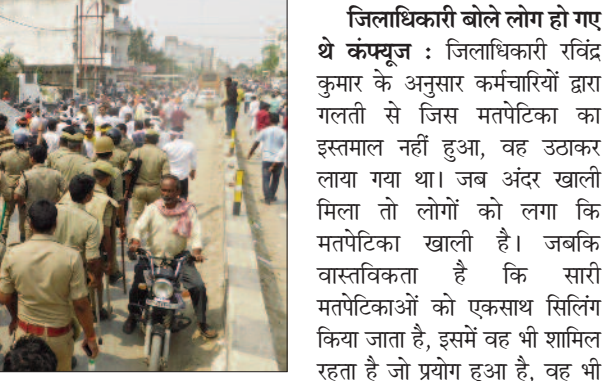 जिलाधिकारी बोले लोग हो गए
थे कंफ्यूज : जिलाधिकारी रविंद्र
कुमार के अनुसार कर्मचारियों द्वारा
गलती से जिस मतपेटिका का
इस्तमाल नहीं हुआ, वह उठाकर
लाया गया था। जब अंदर खाली
मिला तो लोगों को लगा कि
मतपेटिका खाली है। जबकि
वास्तविकता है कि सारी
मतपेटिकाओं को एकसाथ सिलिंग
किया जाता है, इसमें वह भी शामिल
रहता है जो प्रयोग हुआ है, वह भी